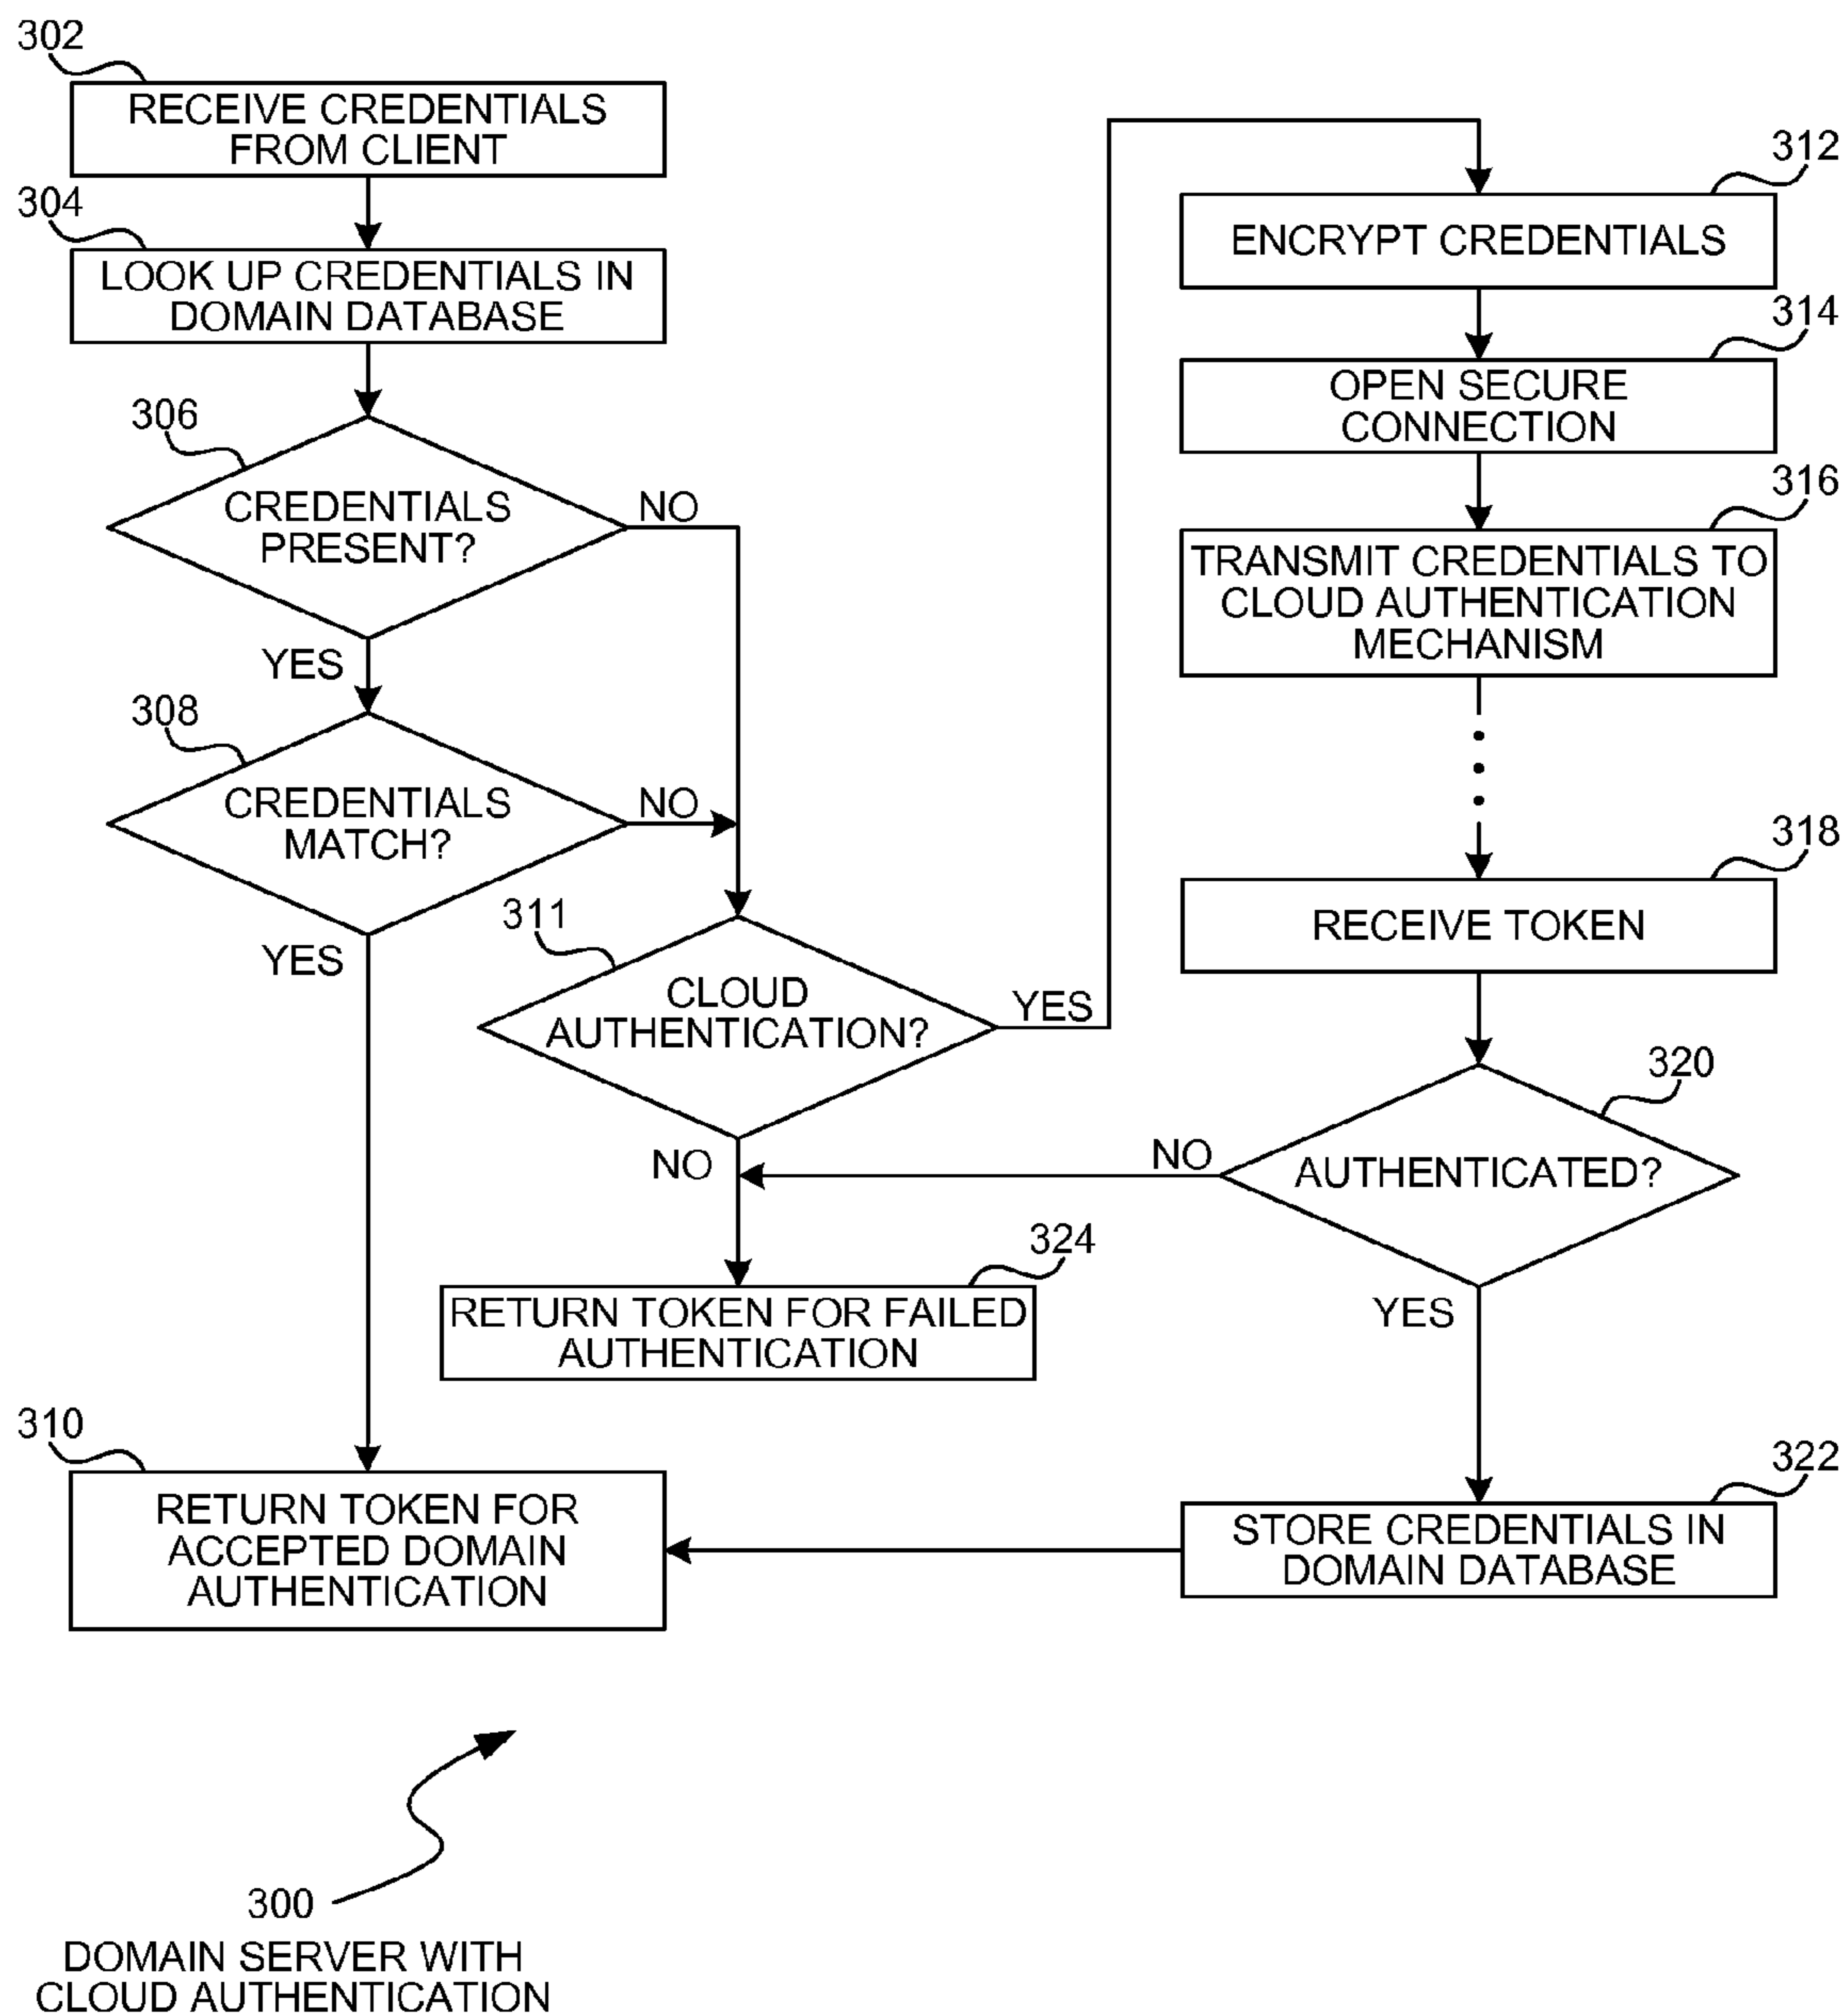 302
RECEIVE CREDENTIALS
FROM CLIENT
304
LOOK UP CREDENTIALS IN
DOMAIN DATABASE
306
CREDENTIALS
PRESENT?
NO
YES
308
CREDENTIALS
MATCH?
NO
YES
311
CLOUD
AUTHENTICATION?
YES
NO
312
ENCRYPT CREDENTIALS
314
OPEN SECURE
CONNECTION
316
TRANSMIT CREDENTIALS TO
CLOUD AUTHENTICATION
MECHANISM
318
RECEIVE TOKEN
320
AUTHENTICATED?
NO
YES
324
RETURN TOKEN FOR FAILED
AUTHENTICATION
310
RETURN TOKEN FOR
ACCEPTED DOMAIN
AUTHENTICATION
322
STORE CREDENTIALS IN
DOMAIN DATABASE
300
DOMAIN SERVER WITH
CLOUD AUTHENTICATION